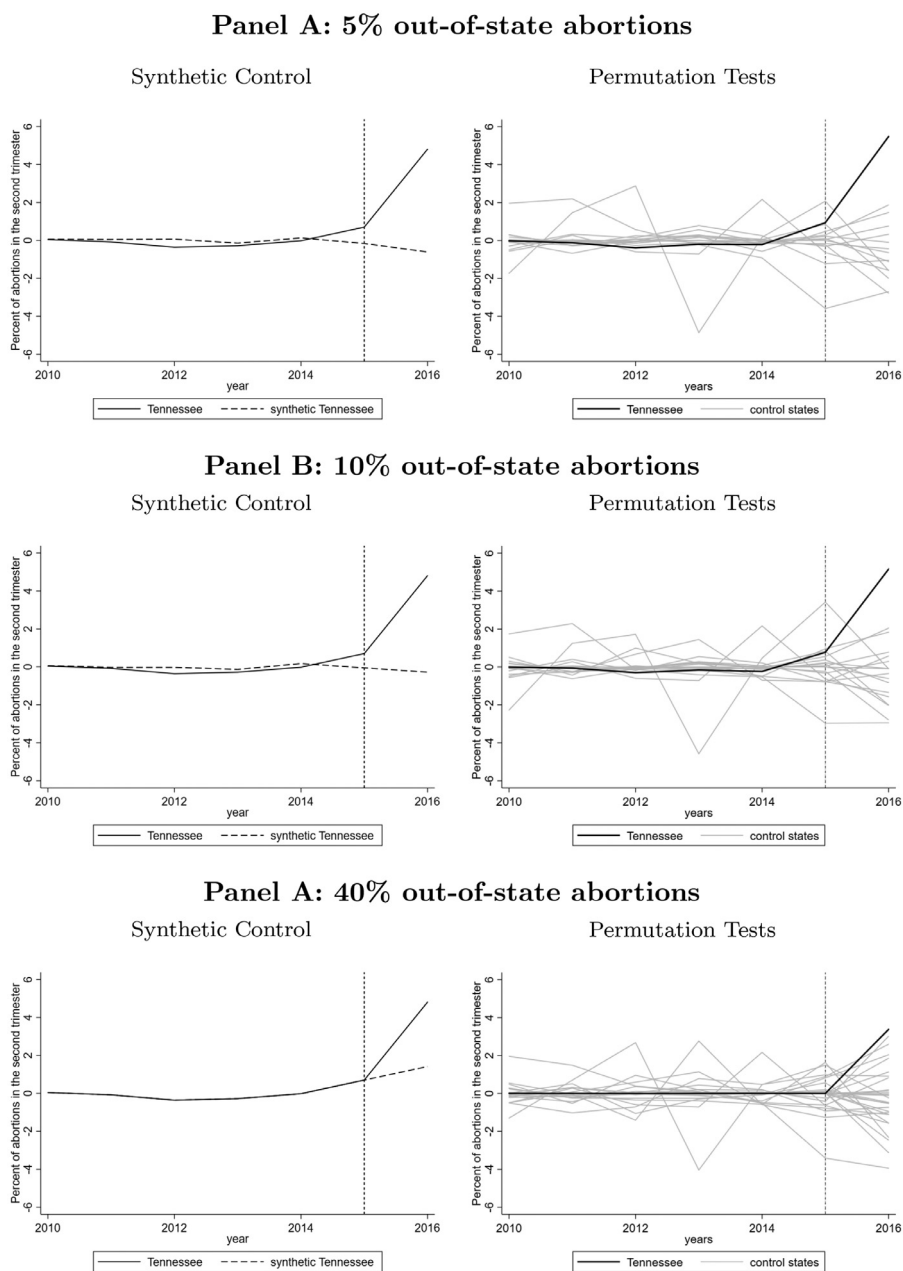 Panel A: 5% out-of-state abortions
Synthetic Control
Permutation Tests
Percent of abortions in the second trimester
6
4
2
0
-2
-4
-6
2010
2012
2014
2016
year
Tennessee
synthetic Tennessee
Percent of abortions in the second trimester
6
4
2
0
-2
-4
-6
2010
2012
2014
2016
years
Tennessee
control states
Panel B: 10% out-of-state abortions
Synthetic Control
Permutation Tests
Percent of abortions in the second trimester
6
4
2
0
-2
-4
-6
2010
2012
2014
2016
year
Tennessee
synthetic Tennessee
Percent of abortions in the second trimester
6
4
2
0
-2
-4
-6
2010
2012
2014
2016
years
Tennessee
control states
Panel A: 40% out-of-state abortions
Synthetic Control
Permutation Tests
Percent of abortions in the second trimester
6
4
2
0
-2
-4
-6
2010
2012
2014
2016
year
Tennessee
synthetic Tennessee
Percent of abortions in the second trimester
6
4
2
0
-2
-4
-6
2010
2012
2014
2016
years
Tennessee
control states